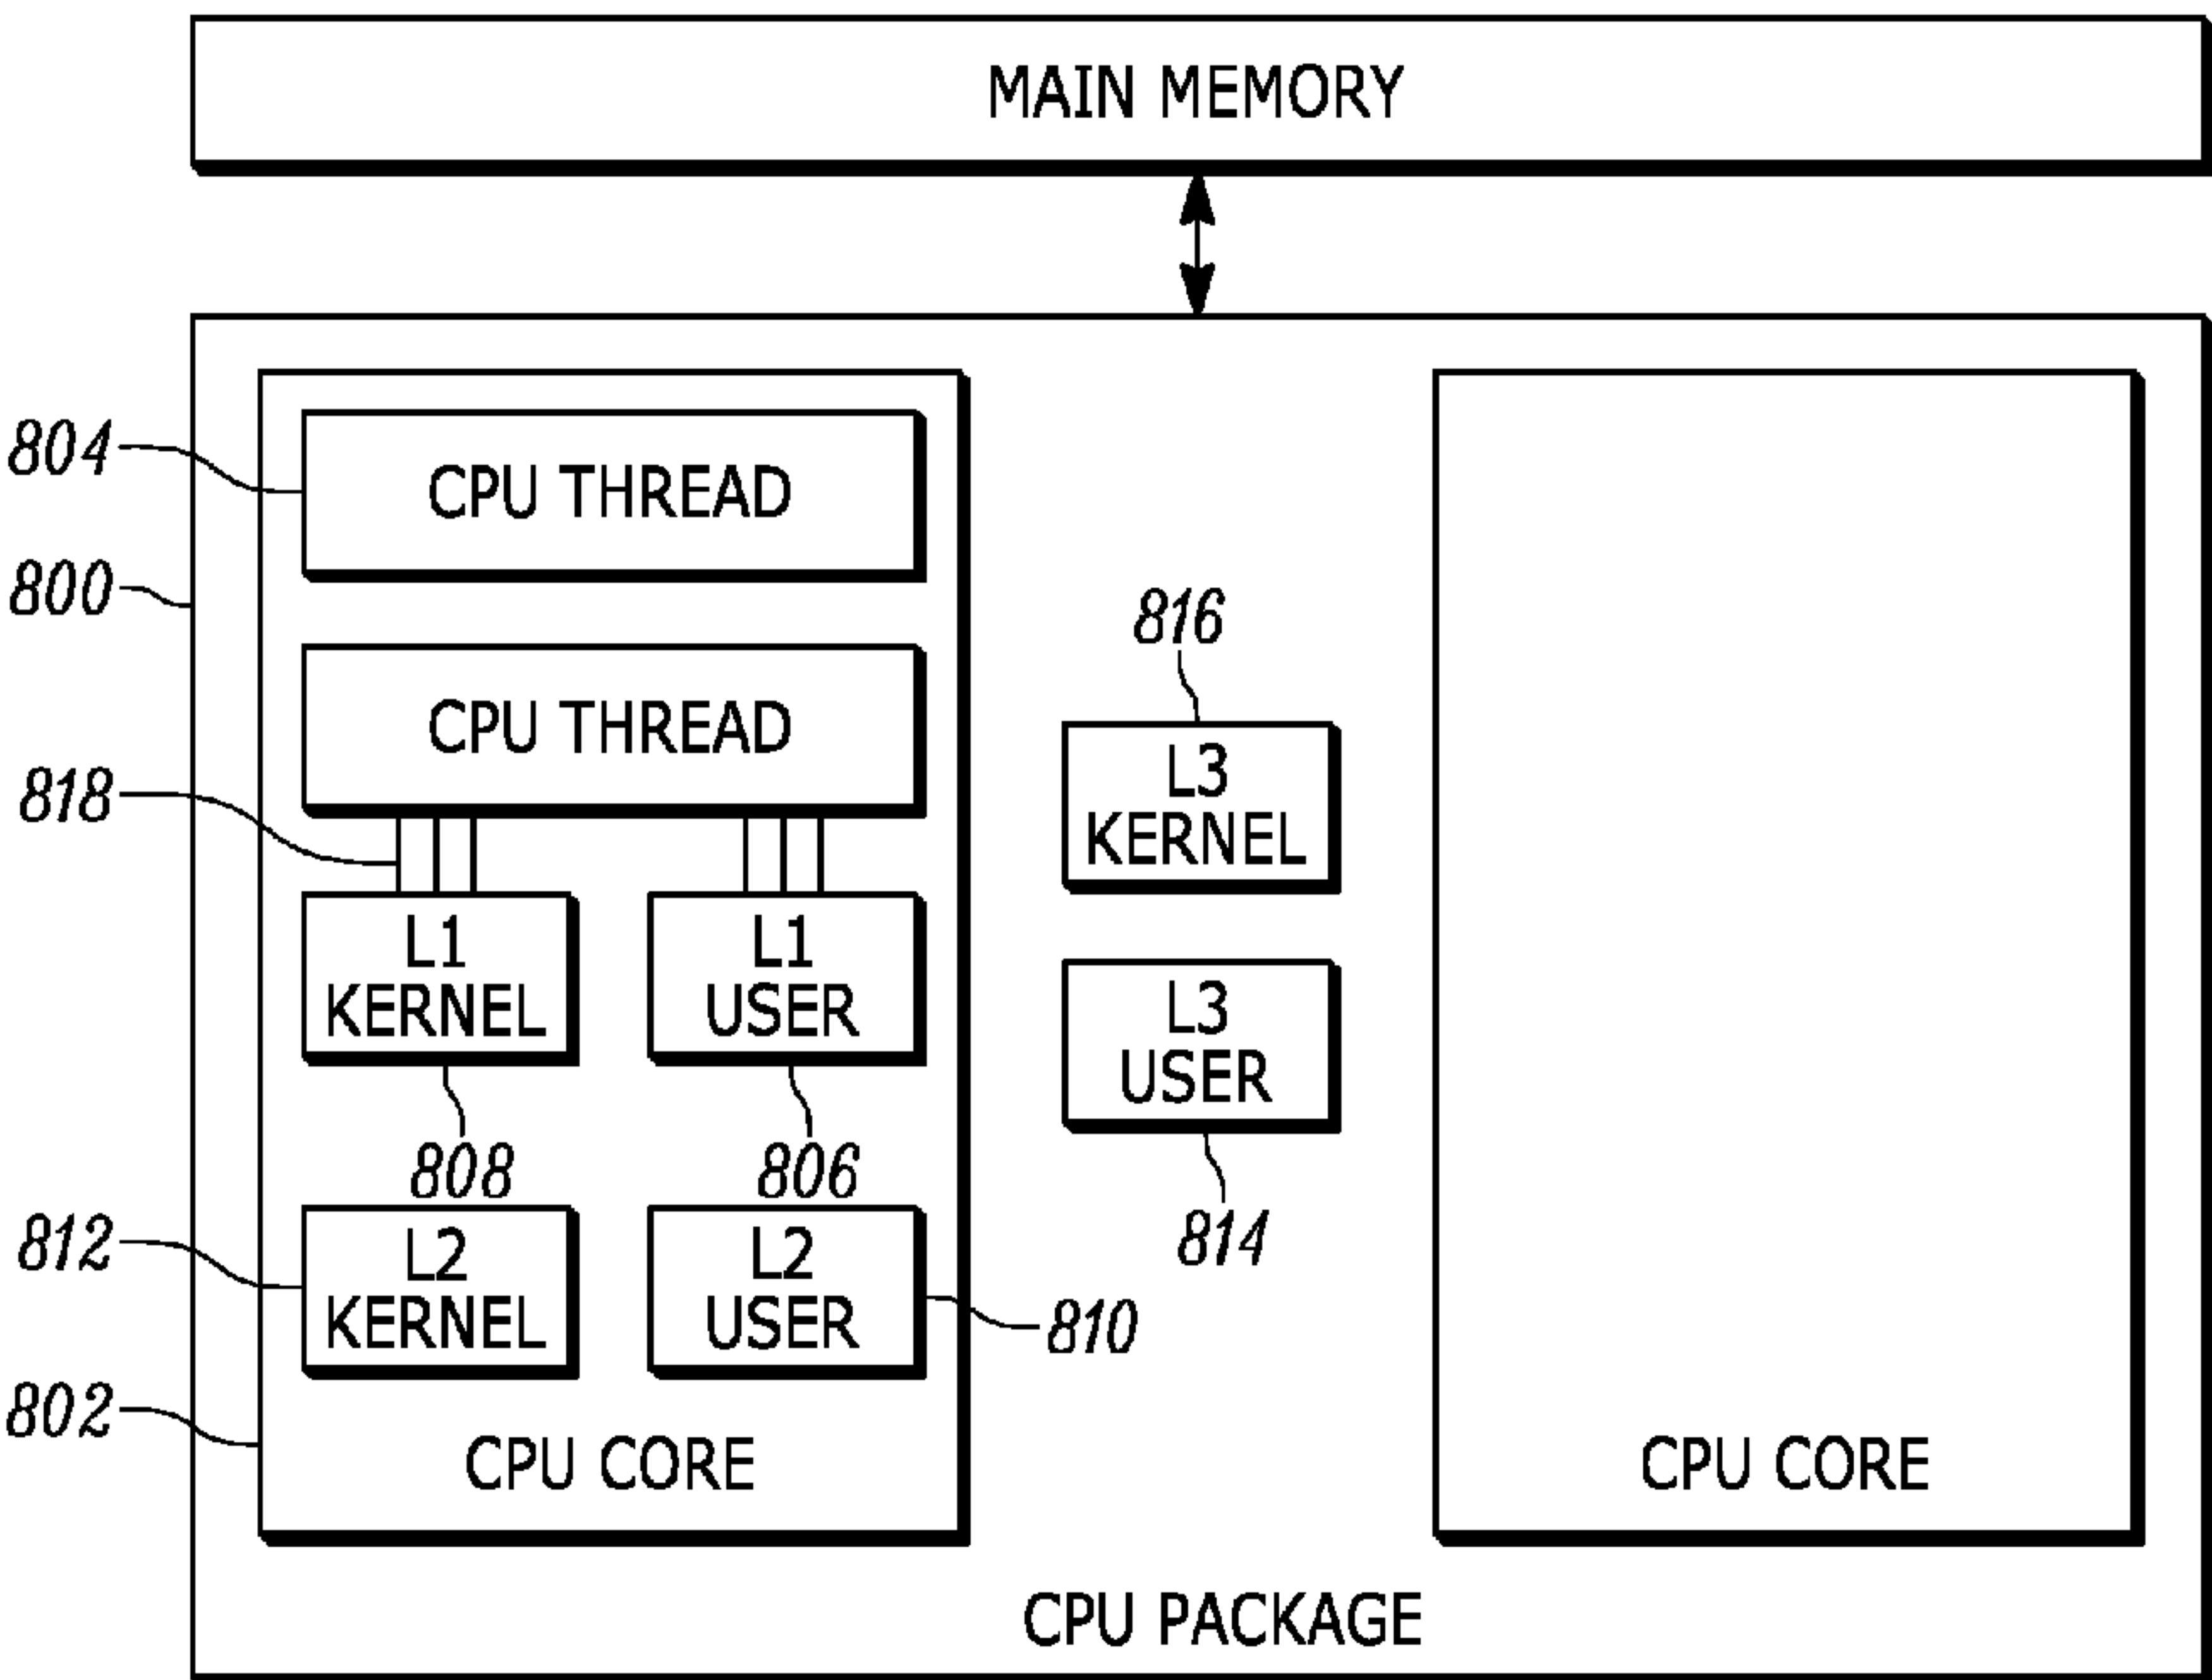 MAIN MEMORY
804
CPU THREAD
800
816
CPU THREAD
818
L3
KERNEL
L1
KERNEL
L1
USER
L3
USER
808
806
814
812
L2
KERNEL
L2
USER
810
802
CPU CORE
CPU CORE
CPU PACKAGE